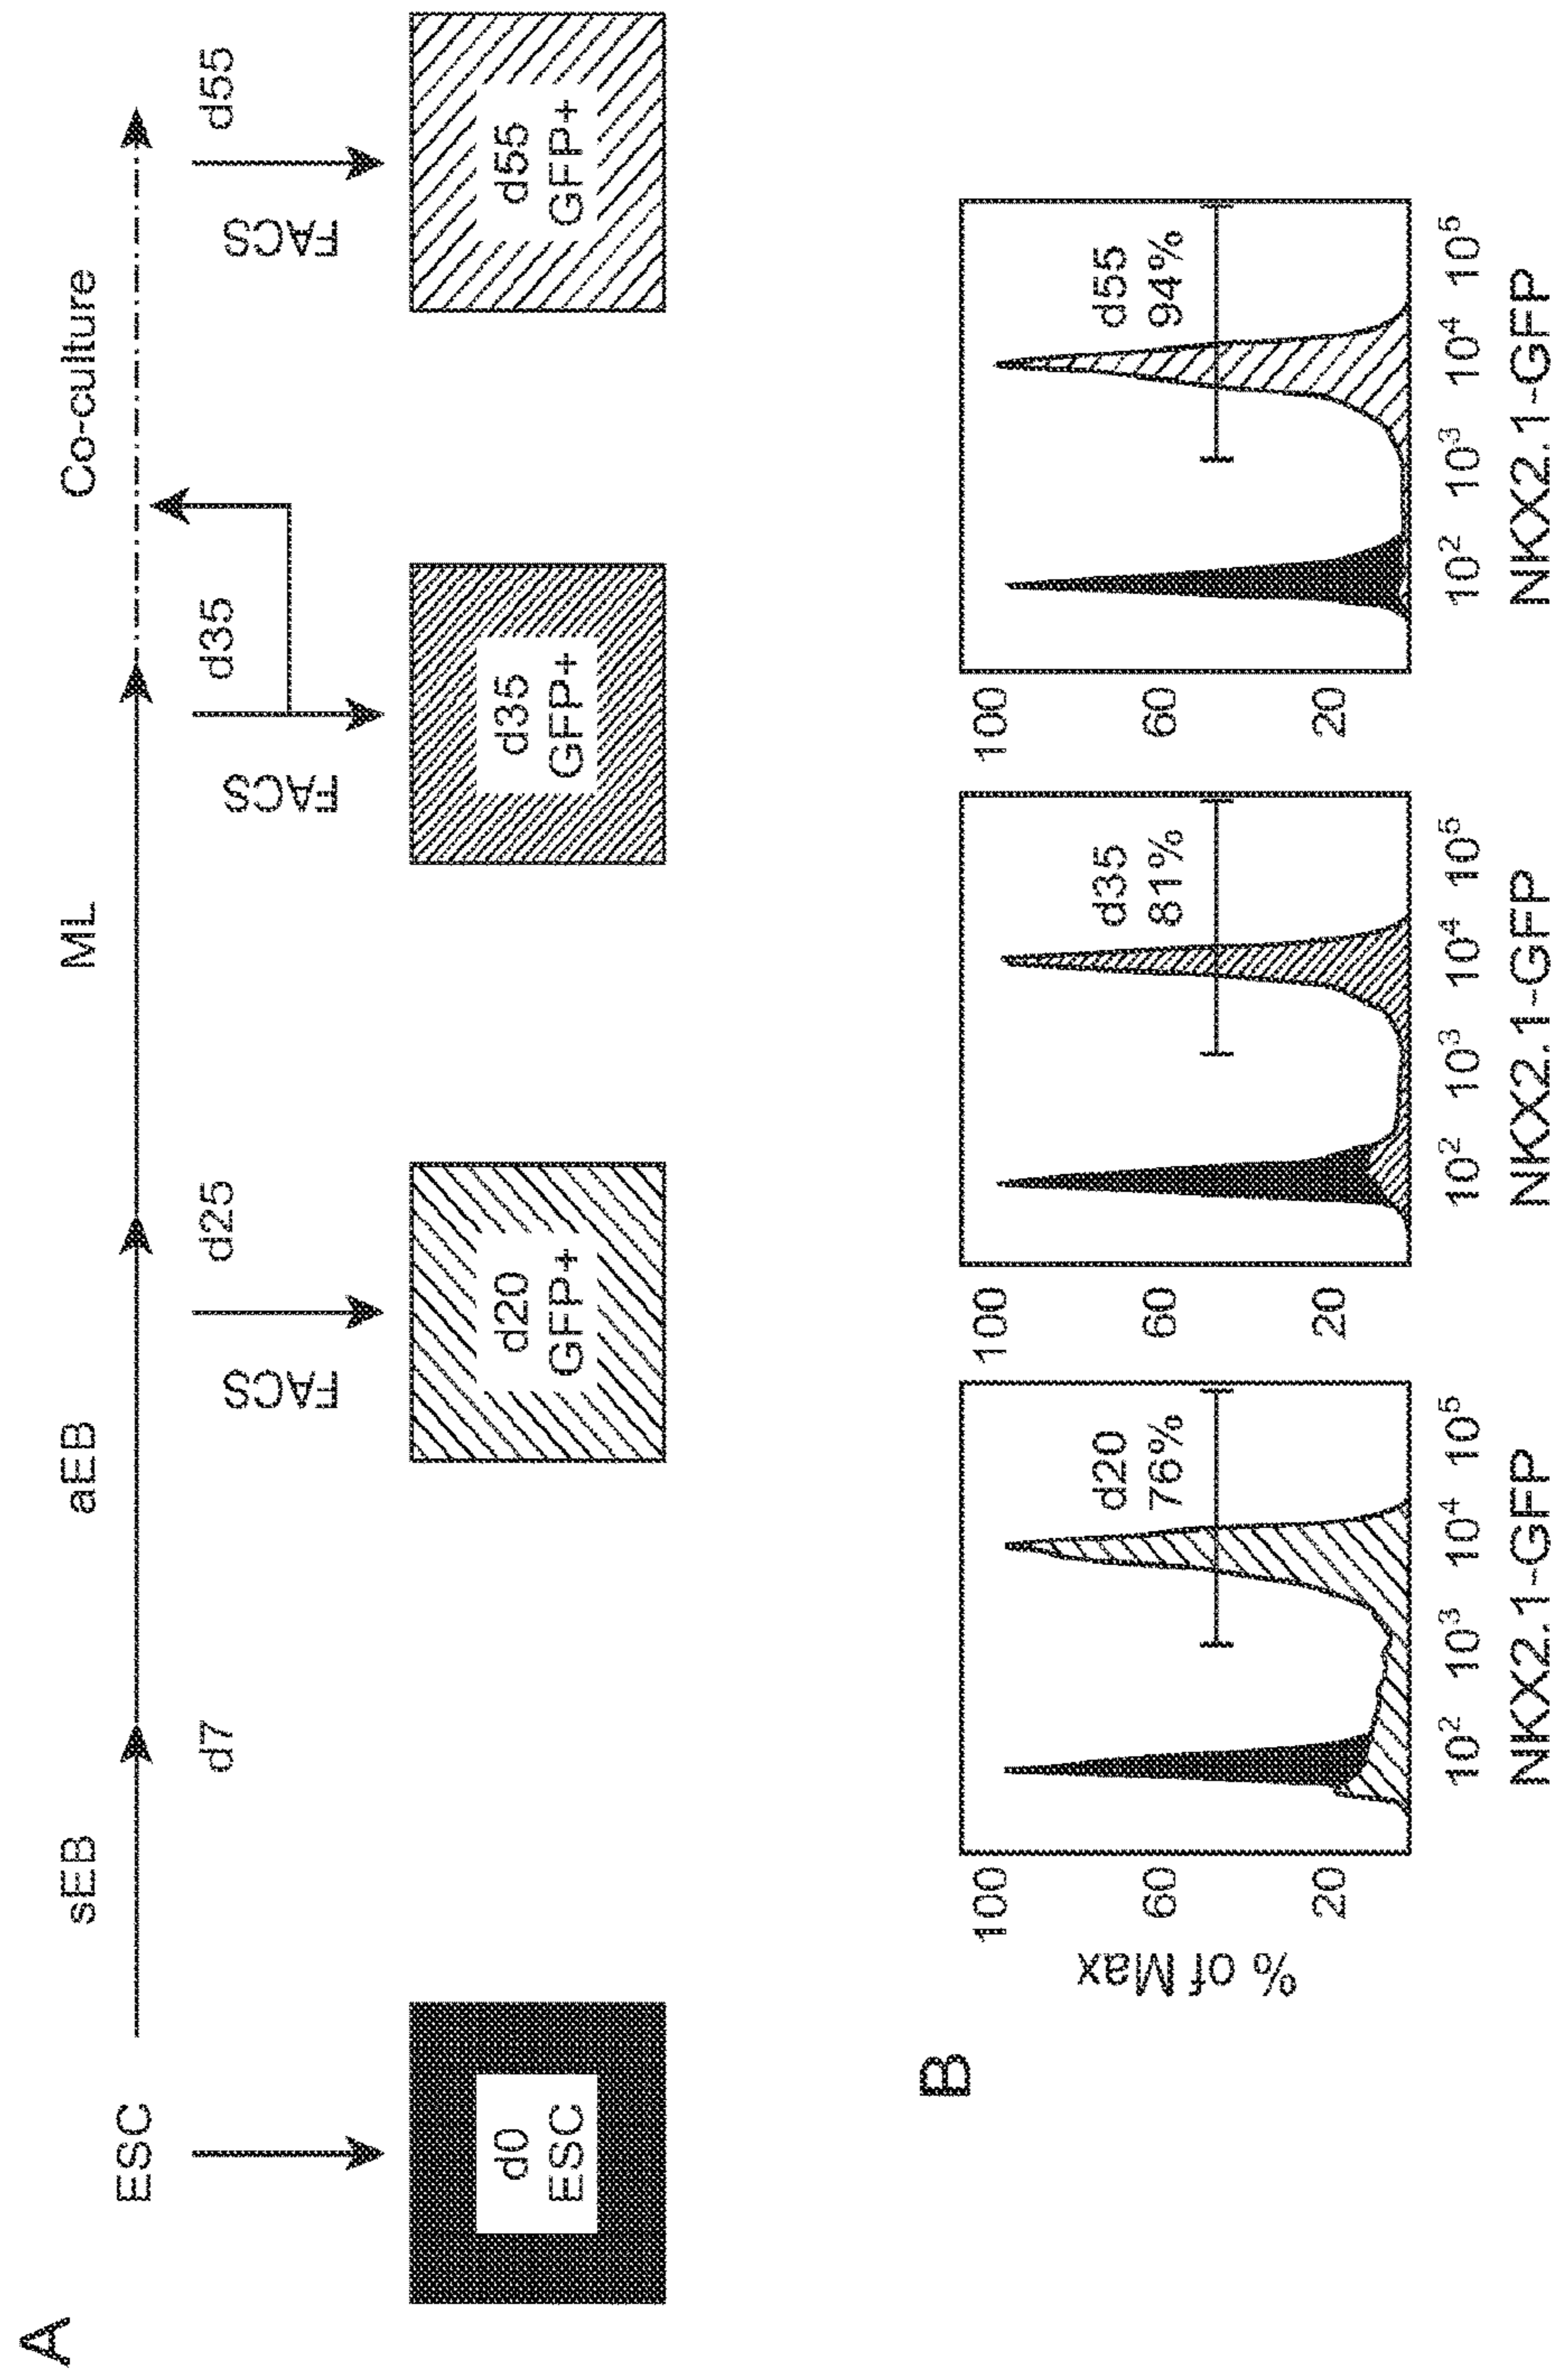 A
ESC
sEB
aEB
ML
Co-culture
d7
d25
d35
d55
FACS
FACS
FACS
d0
ESC
d20
GFP+
d35
GFP+
d55
GFP+
B
% of Max
100
60
20
d20
76%
10² 10³ 10⁴ 10⁵
NKX2.1-GFP
100
60
20
d35
81%
10² 10³ 10⁴ 10⁵
NKX2.1-GFP
100
60
20
d55
94%
10² 10³ 10⁴ 10⁵
NKX2.1-GFP